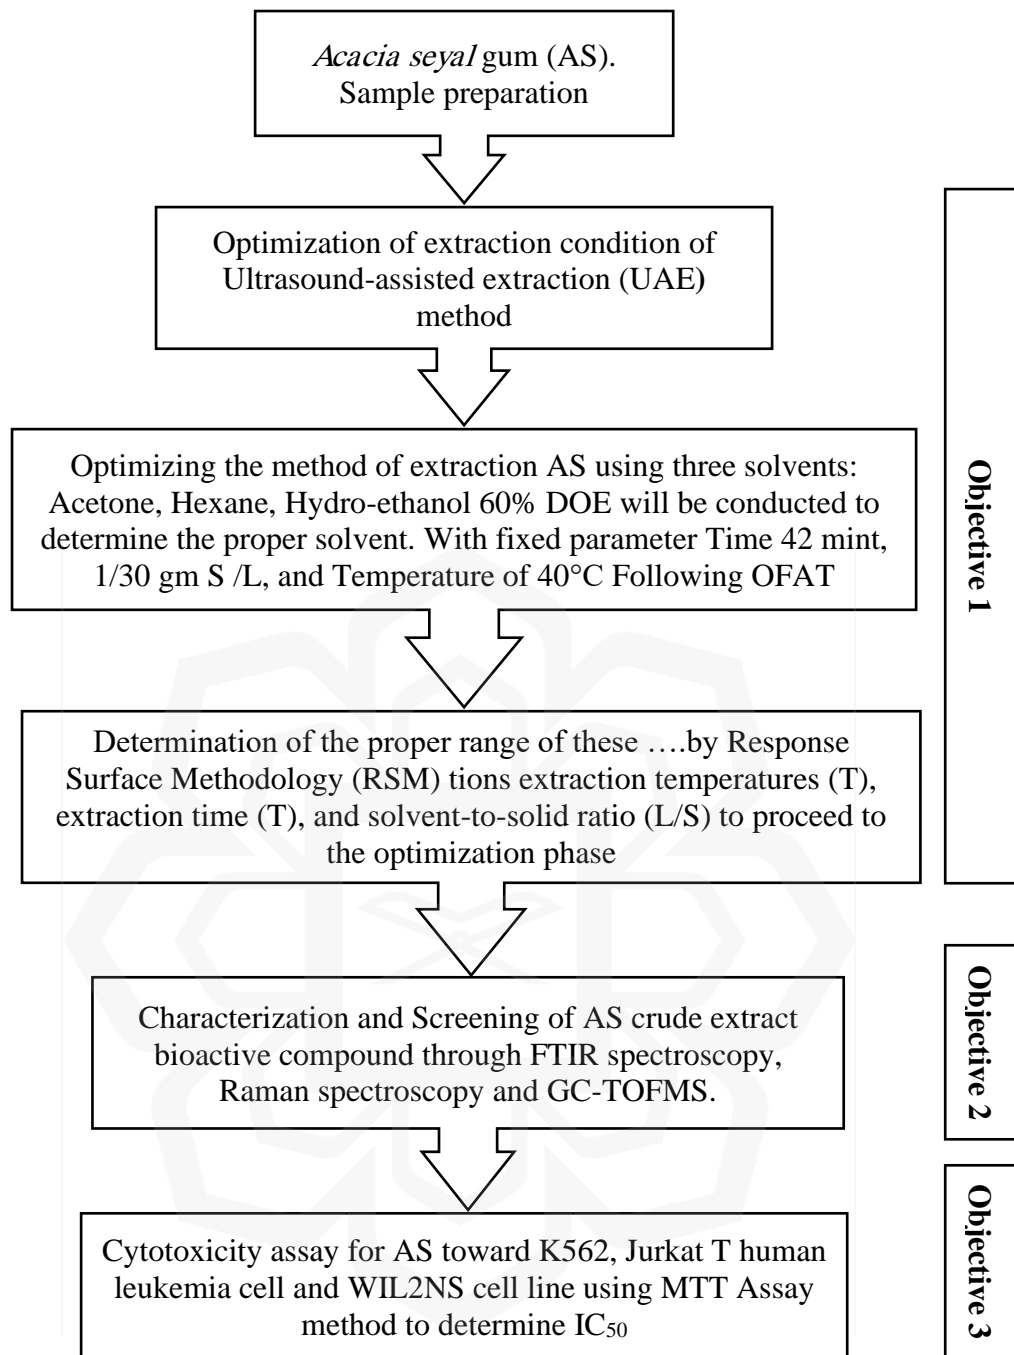 Acacia seyal gum (AS).
Sample preparation
Optimization of extraction condition of
Ultrasound-assisted extraction (UAE)
method
Optimizing the method of extraction AS using three solvents:
Acetone, Hexane, Hydro-ethanol 60% DOE will be conducted to
determine the proper solvent. With fixed parameter Time 42 mint,
1/30 gm S /L, and Temperature of 40°C Following OFAT
Determination of the proper range of these ….by Response
Surface Methodology (RSM) tions extraction temperatures (T),
extraction time (T), and solvent-to-solid ratio (L/S) to proceed to
the optimization phase
Objective 1
Characterization and Screening of AS crude extract
bioactive compound through FTIR spectroscopy,
Raman spectroscopy and GC-TOFMS.
Objective 2
Cytotoxicity assay for AS toward K562, Jurkat T human
leukemia cell and WIL2NS cell line using MTT Assay
method to determine IC₅₀
Objective 3